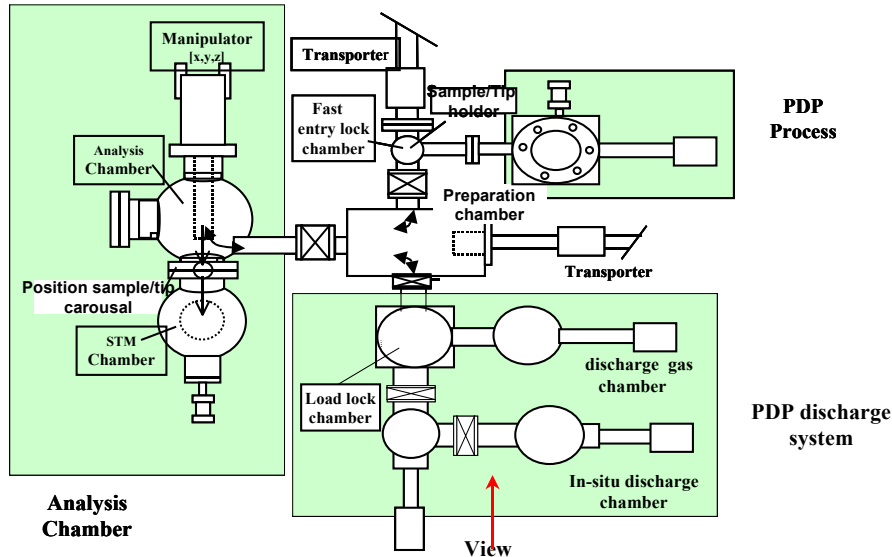 Manipulator
[x,y,z]
Transporter
Sample/Tip
holder
Fast
entry lock
chamber
PDP
Process
Analysis
Chamber
Preparation
chamber
Transporter
Position sample/tip
carousal
STM
Chamber
discharge gas
chamber
Load lock
chamber
PDP discharge
system
In-situ discharge
chamber
Analysis
Chamber
View